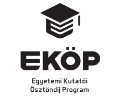 EKÖP
Egyetemi Kutatói
Ösztöndíj Program